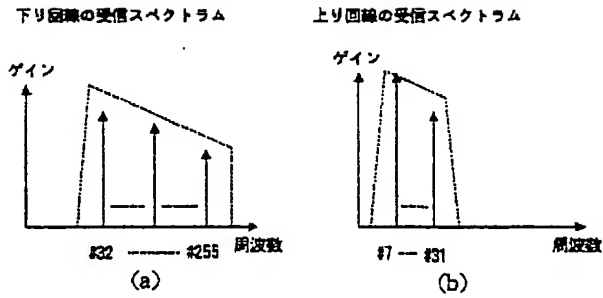 下り回線の受信スペクトラム
ゲイン
周波数
#32 ---------- #255
(a)
上り回線の受信スペクトラム
ゲイン
周波数
#7 --- #31
(b)